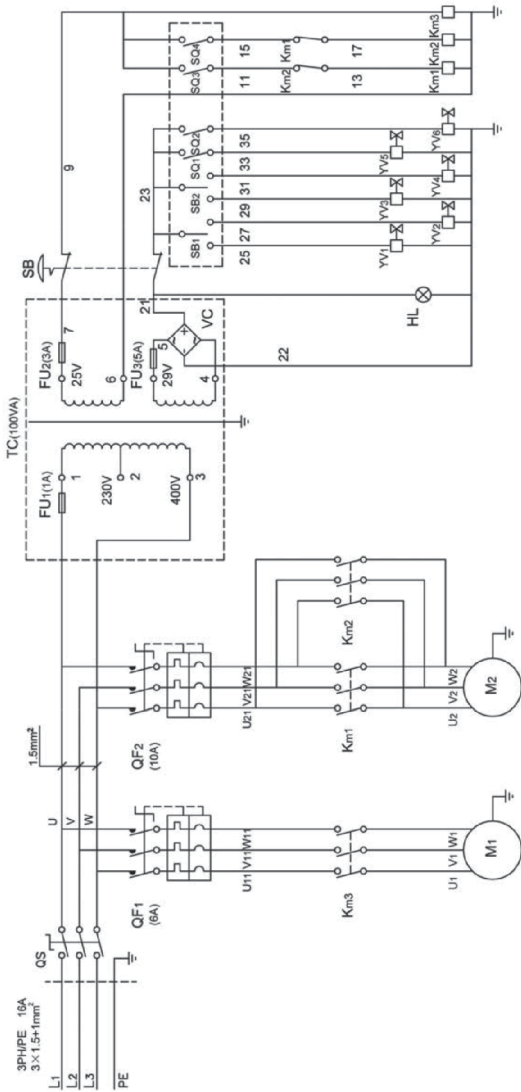 3PH/PE 16A
3×1.5+1mm²
L1
L2
L3
PE
QS
U
V
W
1.5mm²
QF1
(6A)
U11 V11 W11
Km3
U1 V1 W1
M1
QF2
(10A)
U21 V21 W21
Km1
Km2
U2 V2 W2
M2
TC(100VA)
FU1(1A)
1
230V
2
400V
3
FU2(3A)
7
25V
6
FU3(5A)
5
29V
4
VC
SB
9
21
23
22
HL
SB1
SB2
SQ1
SQ2
SQ3
SQ4
25
27
29
31
33
35
11
15
Km2
Km1
13
17
YV1
YV2
YV3
YV4
YV5
YV6
Km1
Km2
Km3